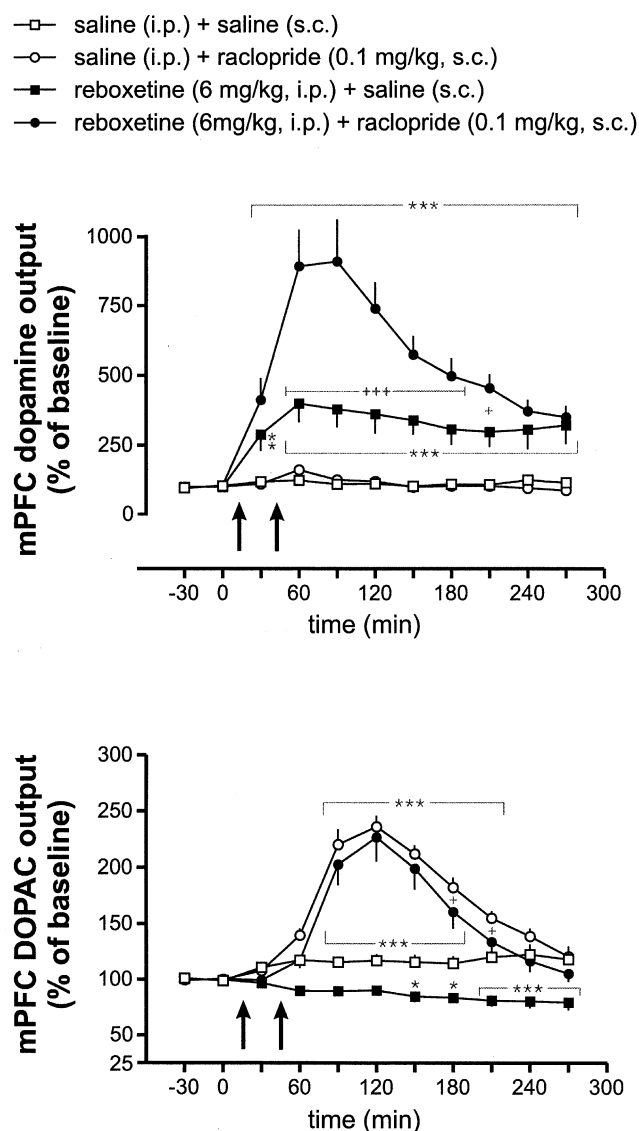 saline (i.p.) + saline (s.c.)
saline (i.p.) + raclopride (0.1 mg/kg, s.c.)
reboxetine (6 mg/kg, i.p.) + saline (s.c.)
reboxetine (6mg/kg, i.p.) + raclopride (0.1 mg/kg, s.c.)
mPFC dopamine output
(% of baseline)
***
1000
750
500
250
0
+++
+
**
***
-30 0 60 120 180 240 300
time (min)
mPFC DOPAC output
(% of baseline)
300
250
200
150
100
50
25
***
+
+
***
* * ***
-30 0 60 120 180 240 300
time (min)